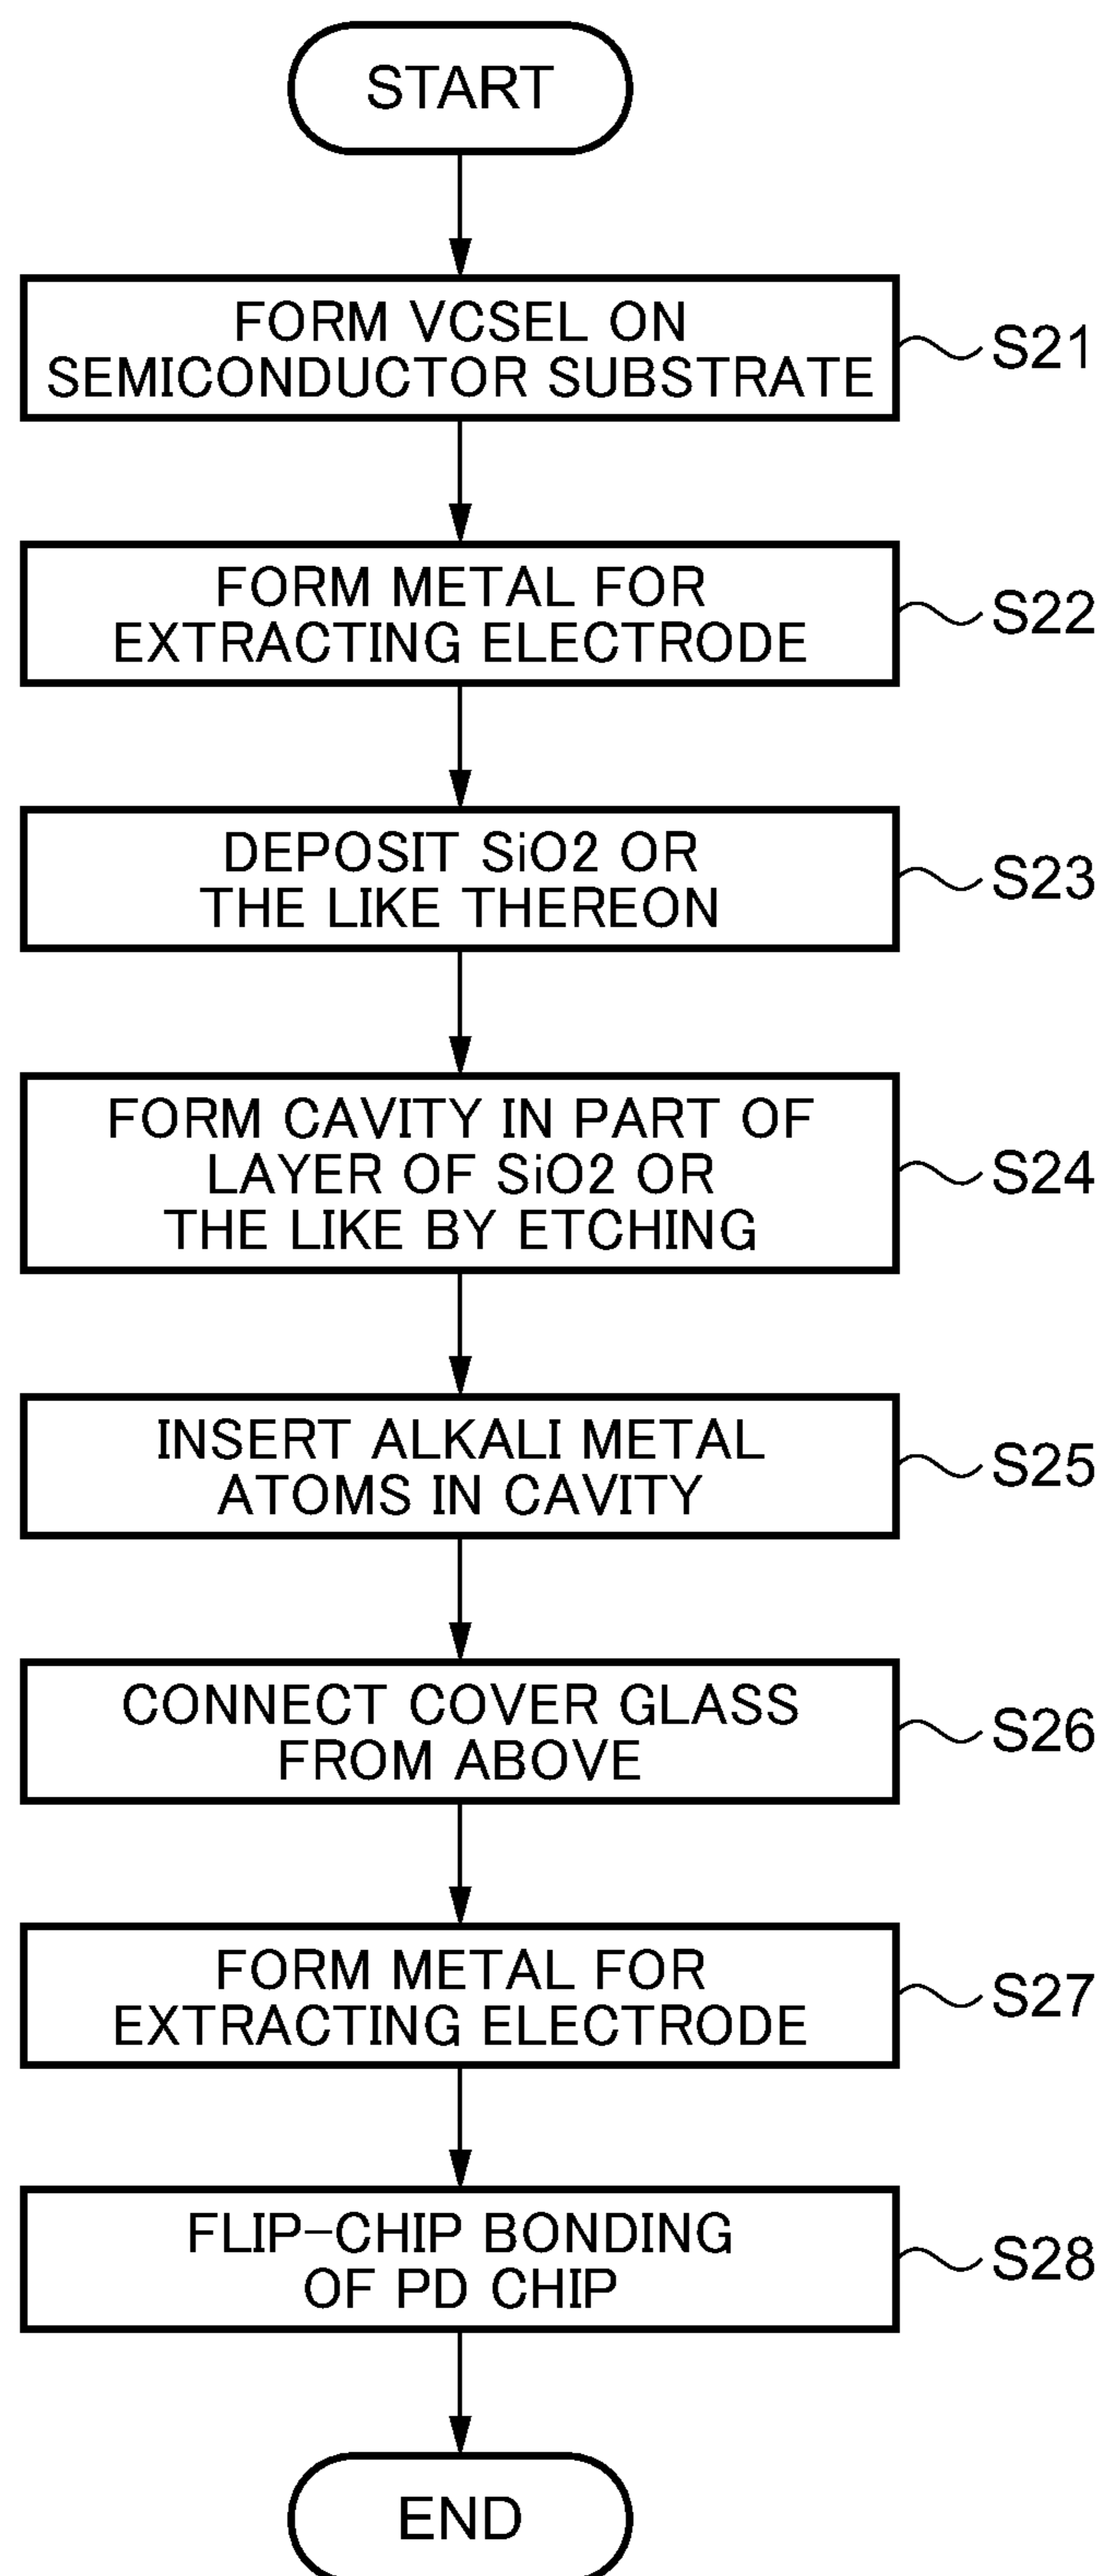 START
FORM VCSEL ON
SEMICONDUCTOR SUBSTRATE
S21
FORM METAL FOR
EXTRACTING ELECTRODE
S22
DEPOSIT SiO2 OR
THE LIKE THEREON
S23
FORM CAVITY IN PART OF
LAYER OF SiO2 OR
THE LIKE BY ETCHING
S24
INSERT ALKALI METAL
ATOMS IN CAVITY
S25
CONNECT COVER GLASS
FROM ABOVE
S26
FORM METAL FOR
EXTRACTING ELECTRODE
S27
FLIP-CHIP BONDING
OF PD CHIP
S28
END